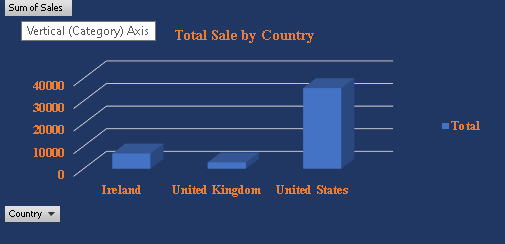 Sum of Sales
Vertical (Category) Axis
Total Sale by Country
40000
30000
20000
10000
0
Total
Ireland United Kingdom United States
Country